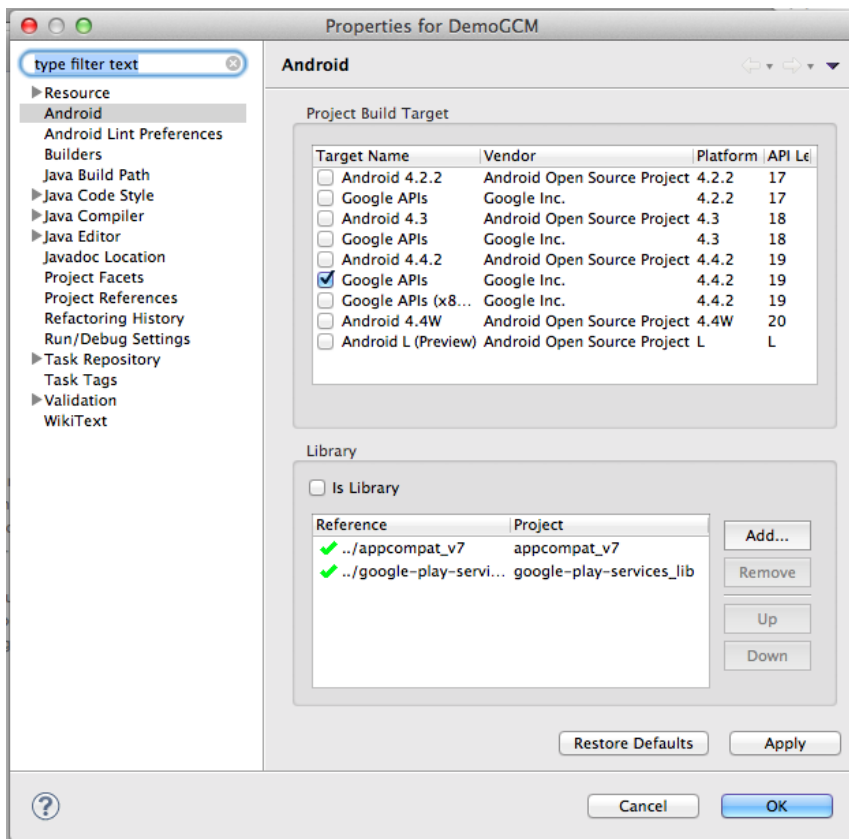 Properties for DemoGCM
type filter text
Resource
Android
Android Lint Preferences
Builders
Java Build Path
Java Code Style
Java Compiler
Java Editor
Javadoc Location
Project Facets
Project References
Refactoring History
Run/Debug Settings
Task Repository
Task Tags
Validation
WikiText
Android
Project Build Target
Target Name Vendor Platform API Le
Android 4.2.2 Android Open Source Project 4.2.2 17
Google APIs Google Inc. 4.2.2 17
Android 4.3 Android Open Source Project 4.3 18
Google APIs Google Inc. 4.3 18
Android 4.4.2 Android Open Source Project 4.4.2 19
Google APIs Google Inc. 4.4.2 19
Google APIs (x8... Google Inc. 4.4.2 19
Android 4.4W Android Open Source Project 4.4W 20
Android L (Preview) Android Open Source Project L L
Library
Is Library
Reference Project
../appcompat_v7 appcompat_v7
../google-play-servi... google-play-services_lib
Add...
Remove
Up
Down
Restore Defaults Apply
? Cancel OK